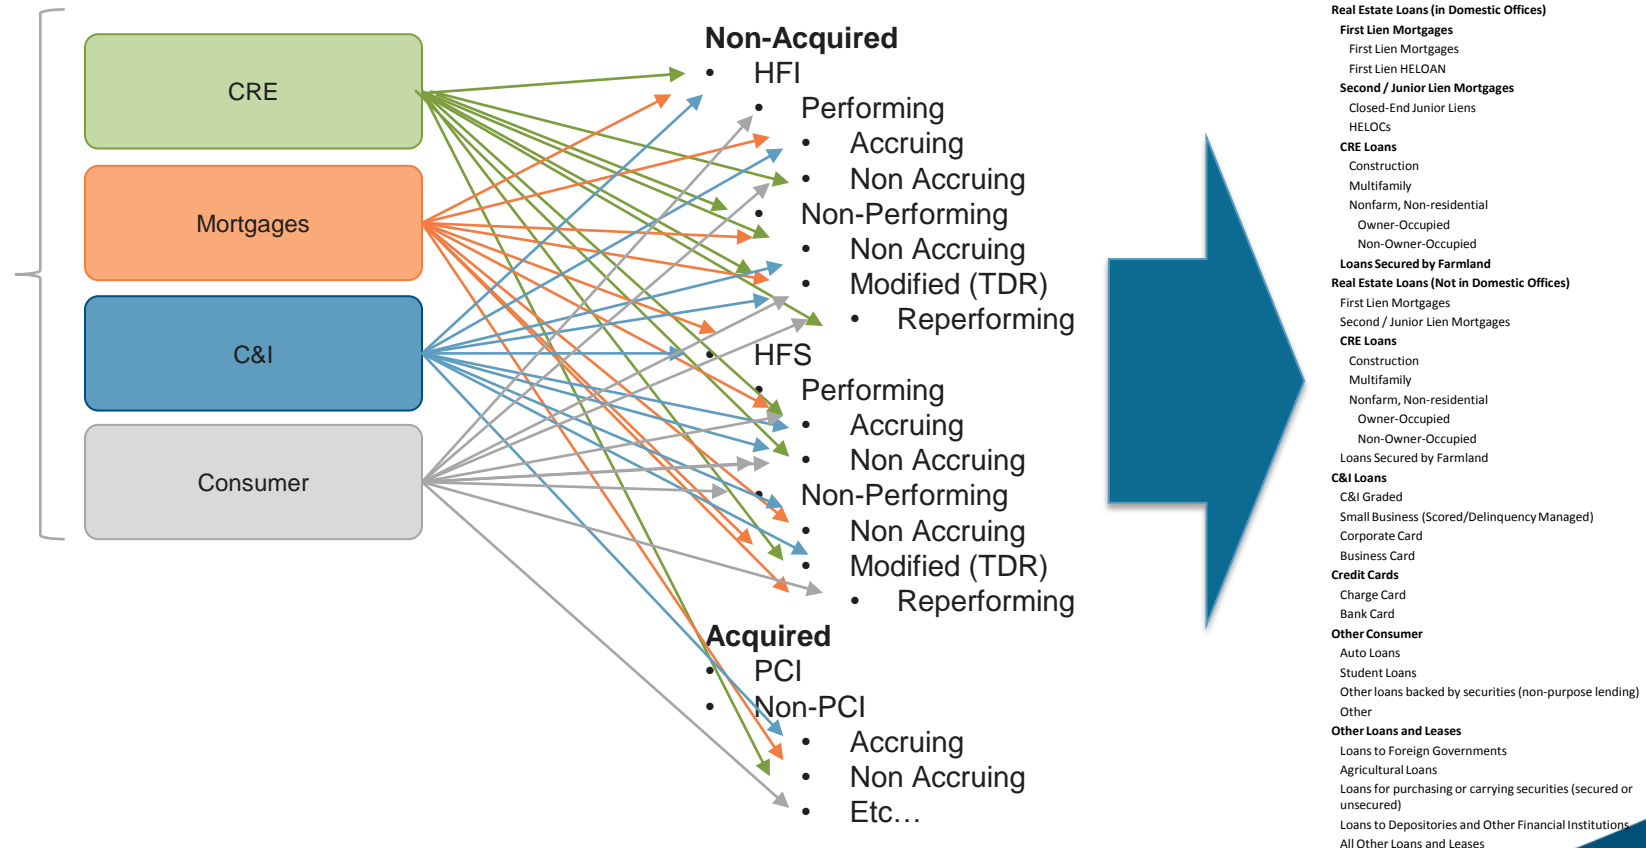 CRE
Mortgages
C&I
Consumer
Non-Acquired
• HFI
• Performing
• Accruing
• Non Accruing
• Non-Performing
• Non Accruing
• Modified (TDR)
• Reperforming
• HFS
• Performing
• Accruing
• Non Accruing
• Non-Performing
• Non Accruing
• Modified (TDR)
• Reperforming
Acquired
• PCI
• Non-PCI
• Accruing
• Non Accruing
• Etc…
Real Estate Loans (in Domestic Offices)
First Lien Mortgages
First Lien Mortgages
First Lien HELOAN
Second / Junior Lien Mortgages
Closed-End Junior Liens
HELOCs
CRE Loans
Construction
Multifamily
Nonfarm, Non-residential
Owner-Occupied
Non-Owner-Occupied
Loans Secured by Farmland
Real Estate Loans (Not in Domestic Offices)
First Lien Mortgages
Second / Junior Lien Mortgages
CRE Loans
Construction
Multifamily
Nonfarm, Non-residential
Owner-Occupied
Non-Owner-Occupied
Loans Secured by Farmland
C&I Loans
C&I Graded
Small Business (Scored/Delinquency Managed)
Corporate Card
Business Card
Credit Cards
Charge Card
Bank Card
Other Consumer
Auto Loans
Student Loans
Other loans backed by securities (non-purpose lending)
Other
Other Loans and Leases
Loans to Foreign Governments
Agricultural Loans
Loans for purchasing or carrying securities (secured or
unsecured)
Loans to Depositories and Other Financial Institutions
All Other Loans and Leases